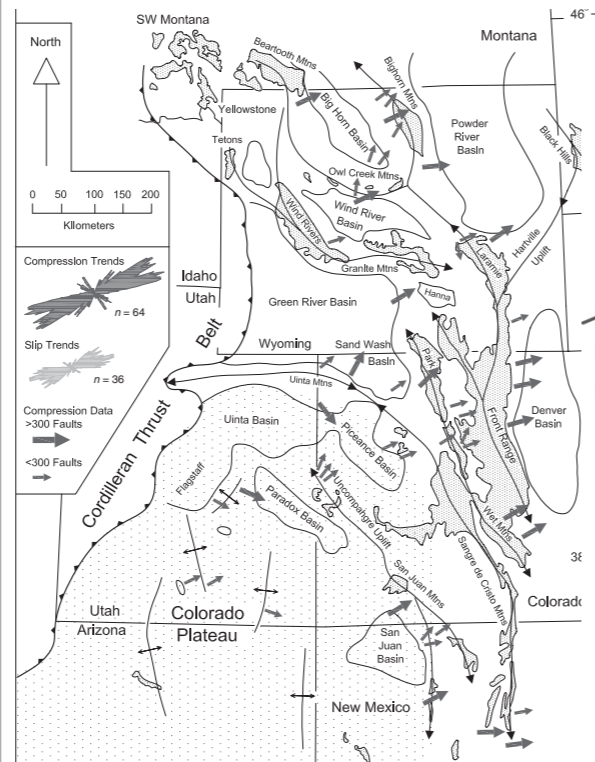 SW Montana
46°
North
Beartooth Mtns
Bighorn Mtns
Montana
Yellowstone
Big Horn Basin
Powder
River
Basin
Black Hills
Tetons
Owl Creek Mtns
0 50 100 150 200
Kilometers
Wind Rivers
Wind River
Basin
Laramie
Hartville
Uplift
Compression Trends
n = 64
Idaho
Utah
Granite Mtns
Green River Basin
Hanna
Slip Trends
n = 36
Belt
Wyoming
Sand Wash
Basin
Park
Uinta Mtns
Compression Data
>300 Faults
<300 Faults
Cordilleran Thrust
Uinta Basin
Piceance Basin
Front Range
Denver
Basin
Flagstaff
Paradox Basin
Uncompahgre Uplift
Wet Mtns
Sangre de Cristo Mtns
38
San Juan Mtns
Utah
Arizona
Colorado
Plateau
Colorado
San
Juan
Basin
New Mexico